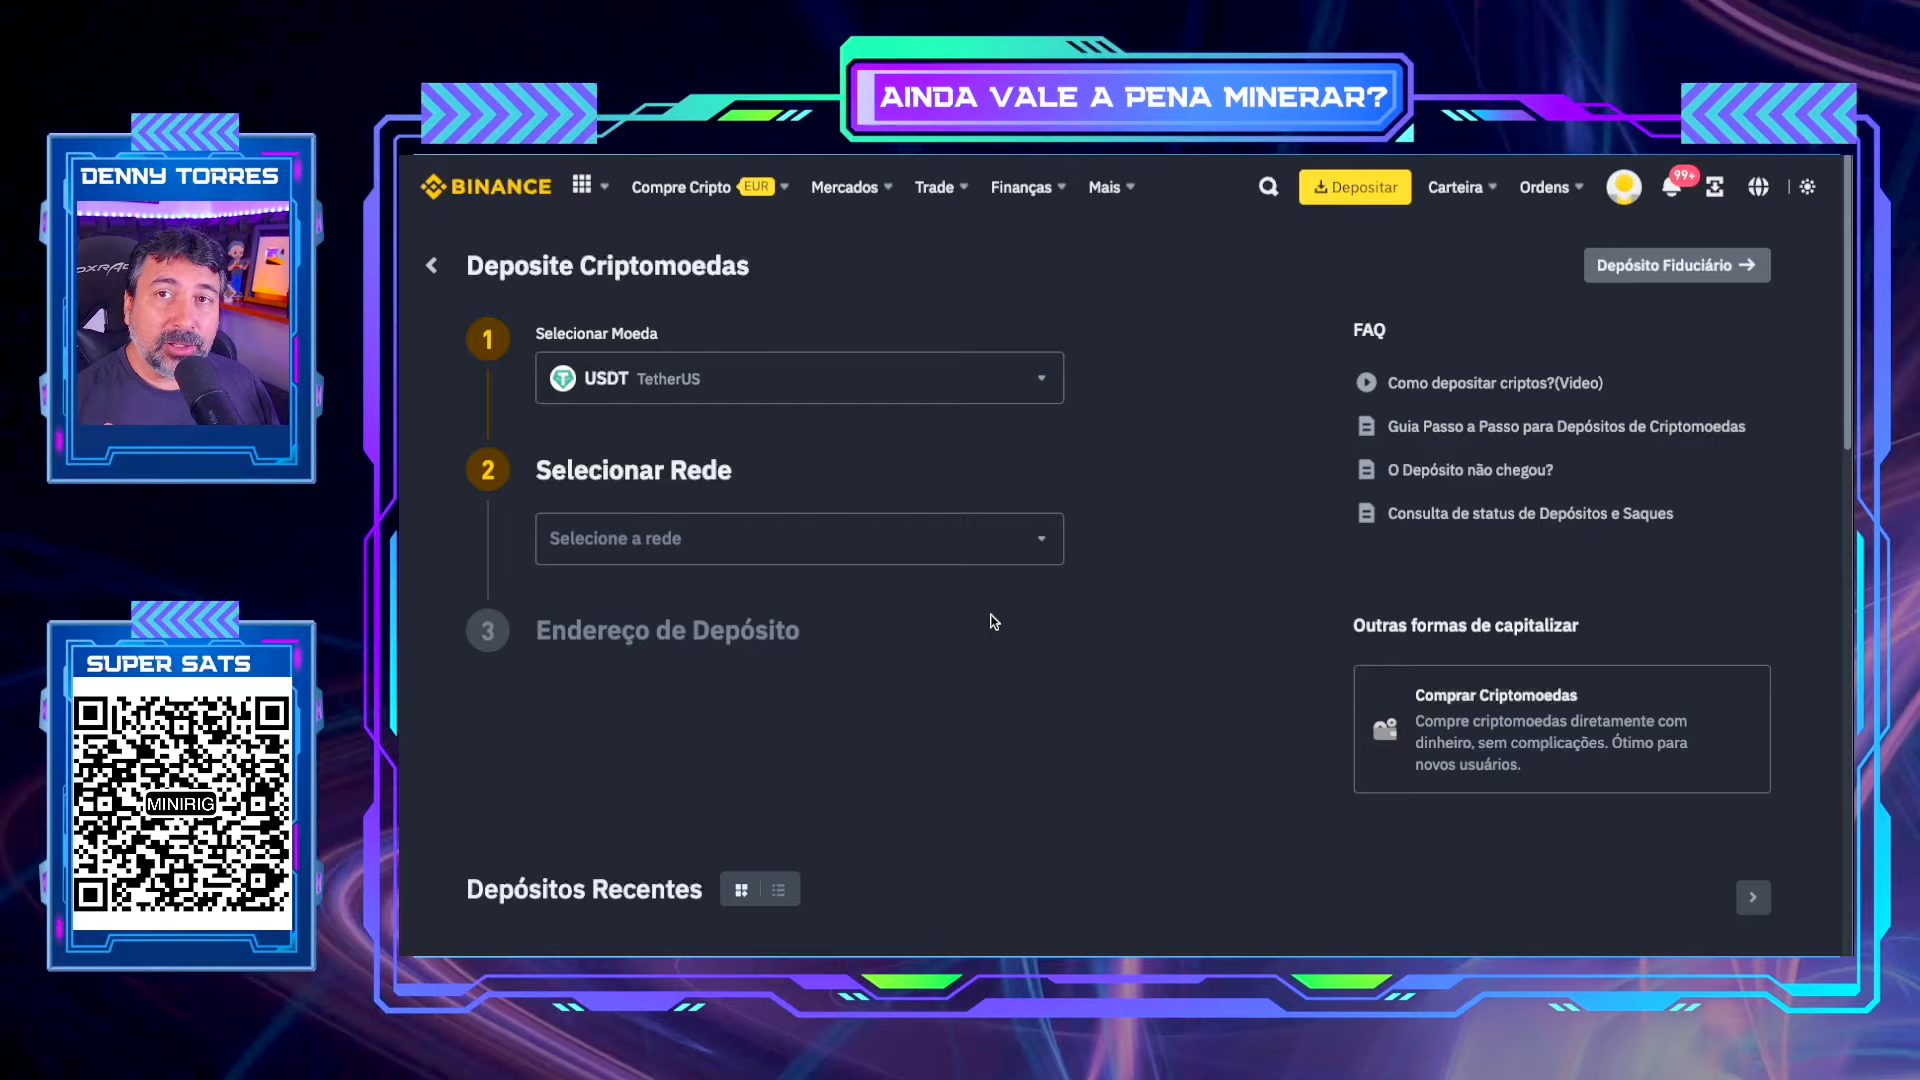 AINDA VALE A PENA MINERAR?
DENNY TORRES
DXRA
SUPER SATS
MINIRIG
BINANCE
Compre Cripto EUR
Mercados
Trade
Finanças
Mais
Depositar
Carteira
Ordens
99+
Deposite Criptomoedas
Depósito Fiduciário →
1
Selecionar Moeda
USDT TetherUS
2
Selecionar Rede
Selecione a rede
3
Endereço de Depósito
FAQ
Como depositar criptos?(Video)
Guia Passo a Passo para Depósitos de Criptomoedas
O Depósito não chegou?
Consulta de status de Depósitos e Saques
Outras formas de capitalizar
Comprar Criptomoedas
Compre criptomoedas diretamente com
dinheiro, sem complicações. Ótimo para
novos usuários.
Depósitos Recentes